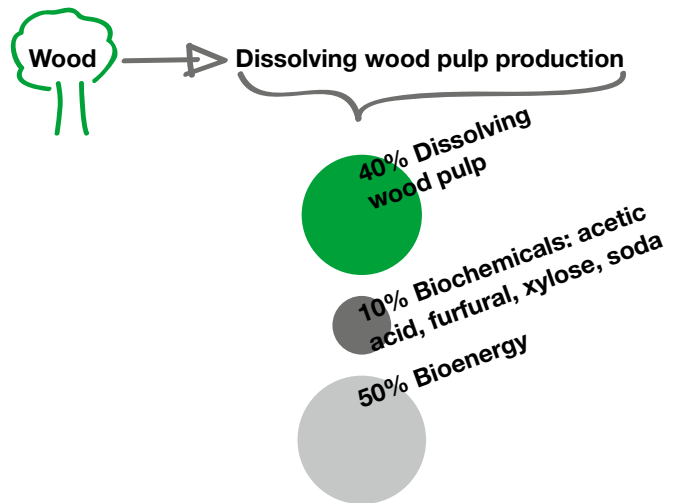 Wood
Dissolving wood pulp production
40% Dissolving
wood pulp
10% Biochemicals: acetic
acid, furfural, xylose, soda
50% Bioenergy